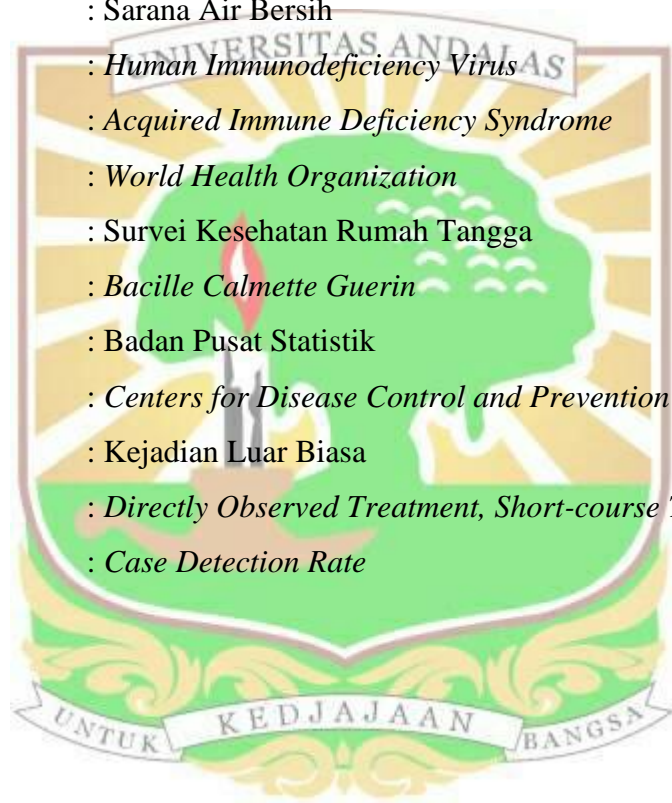 : Sarana Air Bersih
UNIVERSITAS ANDALAS
: Human Immunodeficiency Virus
: Acquired Immune Deficiency Syndrome
: World Health Organization
: Survei Kesehatan Rumah Tangga
: Bacille Calmette Guerin
: Badan Pusat Statistik
: Centers for Disease Control and Prevention
: Kejadian Luar Biasa
: Directly Observed Treatment, Short-course
: Case Detection Rate
UNTUK KEDJAJAAN BANGSA